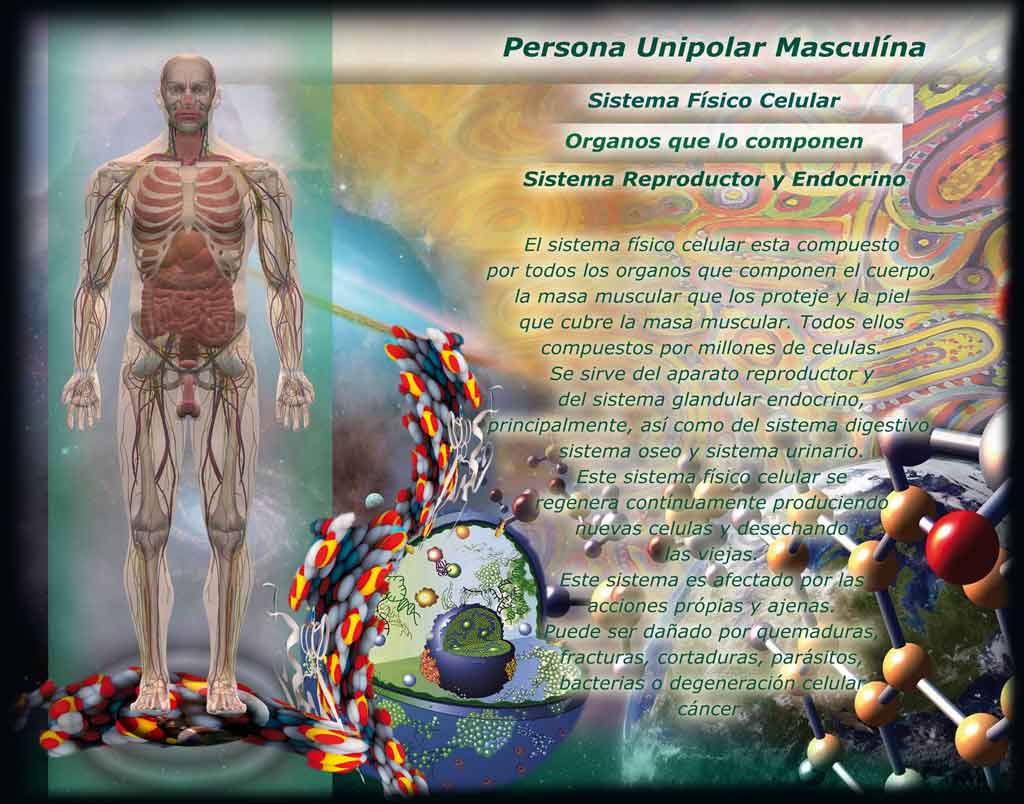 Persona Unipolar Masculína
Sistema Físico Celular
Organos que lo componen
Sistema Reproductor y Endocrino
El sistema físico celular esta compuesto
por todos los organos que componen el cuerpo,
la masa muscular que los proteje y la piel
que cubre la masa muscular. Todos ellos
compuestos por millones de celulas.
Se sirve del aparato reproductor y
del sistema glandular endocrino,
principalmente, así como del sistema digestivo,
sistema oseo y sistema urinario.
Este sistema físico celular se
regenera contínuamente produciendo
nuevas celulas y desechando
las viejas.
Este sistema es afectado por las
acciones própias y ajenas.
Puede ser dañado por quemaduras,
fracturas, cortaduras, parásitos,
bacterias o degeneración celular
cáncer.